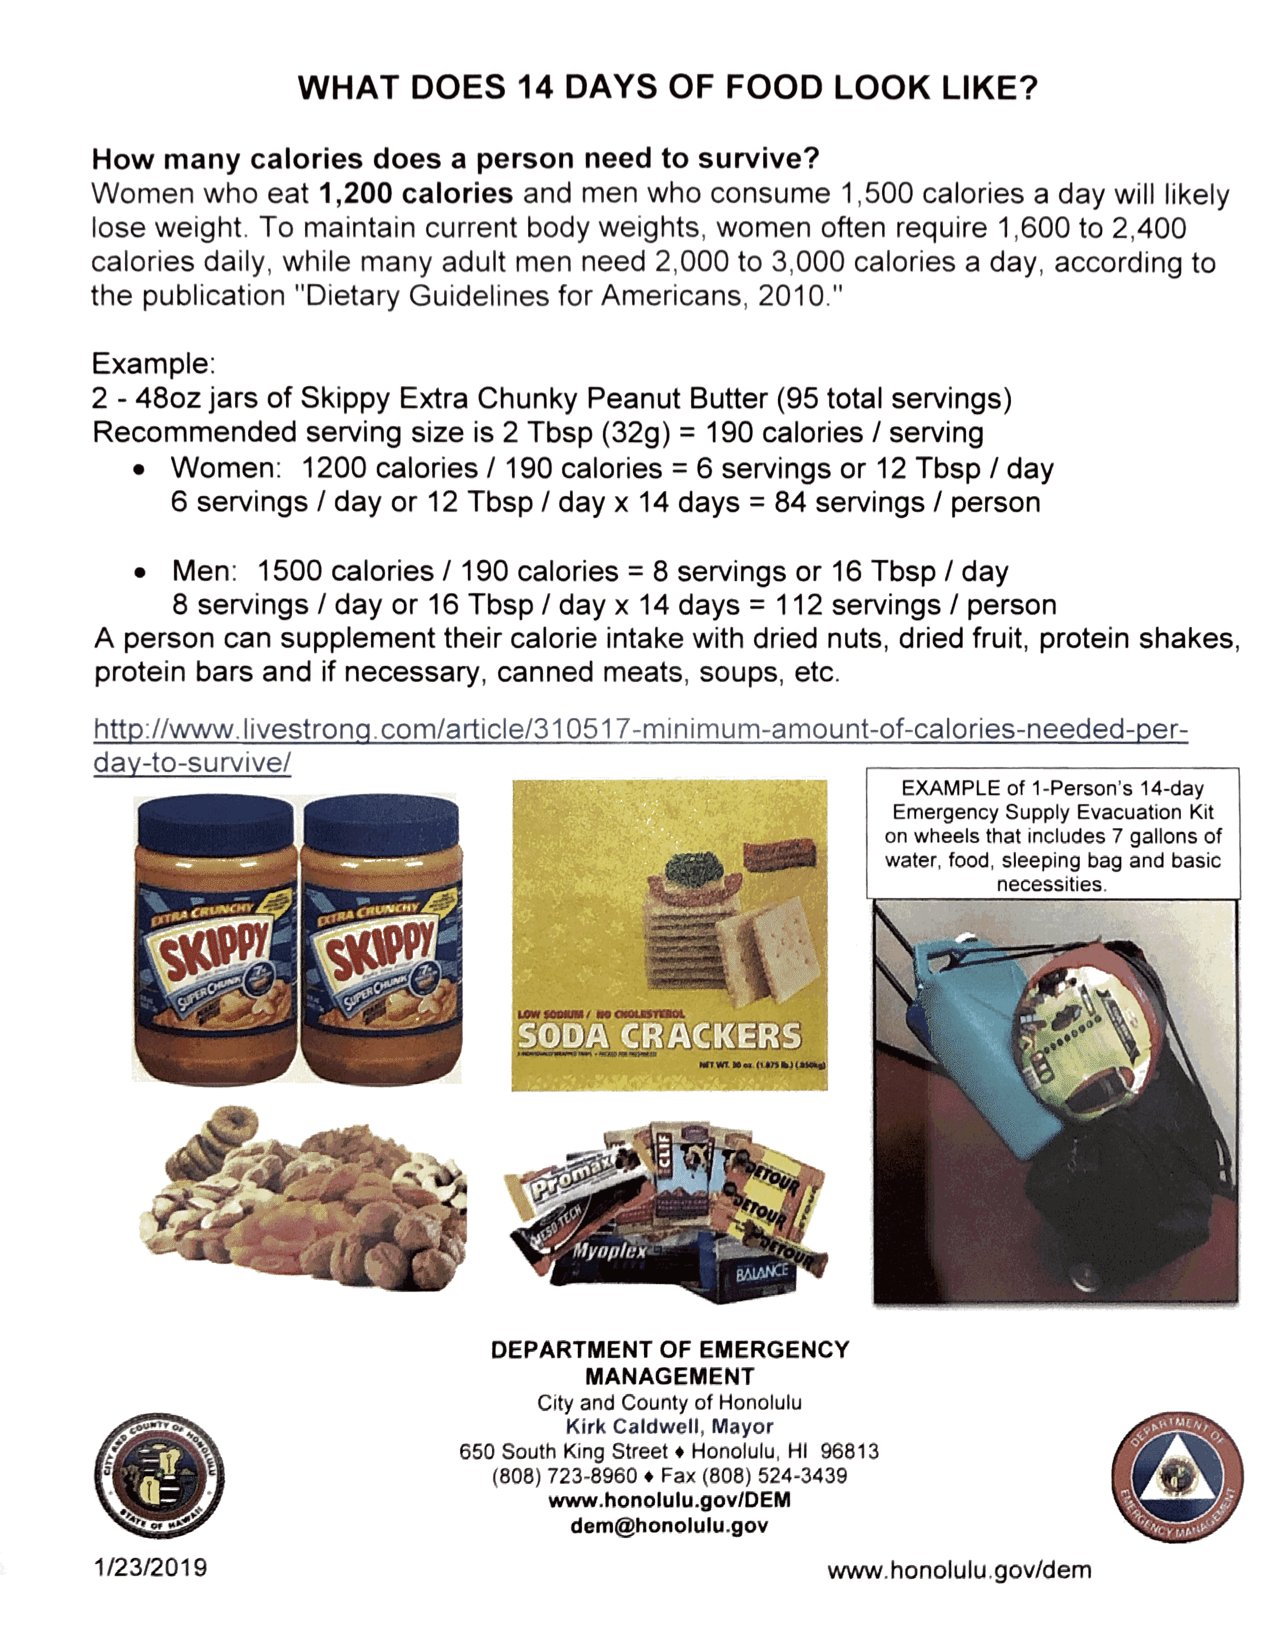 WHAT DOES 14 DAYS OF FOOD LOOK LIKE?
How many calories does a person need to survive?
Women who eat 1,200 calories and men who consume 1,500 calories a day will likely
lose weight. To maintain current body weights, women often require 1,600 to 2,400
calories daily, while many adult men need 2,000 to 3,000 calories a day, according to
the publication "Dietary Guidelines for Americans, 2010."
Example:
2 - 48oz jars of Skippy Extra Chunky Peanut Butter (95 total servings)
Recommended serving size is 2 Tbsp (32g) = 190 calories / serving
• Women: 1200 calories / 190 calories = 6 servings or 12 Tbsp / day
6 servings / day or 12 Tbsp / day x 14 days = 84 servings / person
• Men: 1500 calories / 190 calories = 8 servings or 16 Tbsp / day
8 servings / day or 16 Tbsp / day x 14 days = 112 servings / person
A person can supplement their calorie intake with dried nuts, dried fruit, protein shakes,
protein bars and if necessary, canned meats, soups, etc.
http://www.livestrong.com/article/310517-minimum-amount-of-calories-needed-per-
day-to-survive/
EXAMPLE of 1-Person's 14-day
Emergency Supply Evacuation Kit
on wheels that includes 7 gallons of
water, food, sleeping bag and basic
necessities.
EXTRA CRUNCHY
SKIPPY
SUPER CHUNK
EXTRA CRUNCHY
SKIPPY
SUPER CHUNK
LOW SODIUM / NO CHOLESTEROL
SODA CRACKERS
NET WT. 30 oz. (1.875 lb.) (.850kg)
Promax
MESO-TECH
Myoplex
CLIF
DETOUR
DETOUR
DETOUR
BALANCE
DEPARTMENT OF EMERGENCY
MANAGEMENT
City and County of Honolulu
Kirk Caldwell, Mayor
650 South King Street ♦ Honolulu, HI 96813
(808) 723-8960 ♦ Fax (808) 524-3439
www.honolulu.gov/DEM
dem@honolulu.gov
CITY AND COUNTY OF HONOLULU
STATE OF HAWAII
DEPARTMENT OF
EMERGENCY MANAGEMENT
1/23/2019
www.honolulu.gov/dem